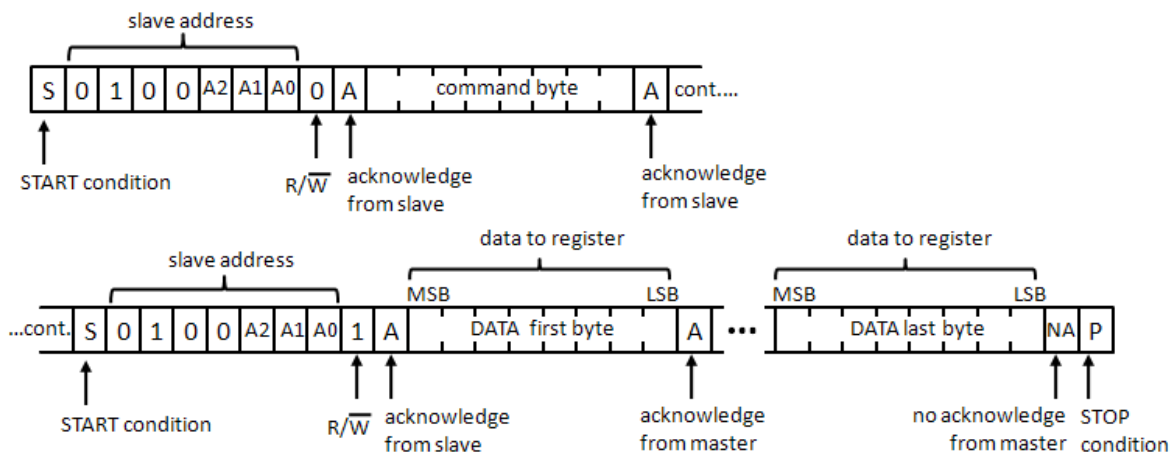 slave address
S 0 1 0 0 A2 A1 A0 0 A command byte A cont....
START condition
R/W̅ acknowledge from slave
acknowledge from slave
data to register
data to register
slave address
MSB LSB MSB LSB
...cont. S 0 1 0 0 A2 A1 A0 1 A DATA first byte A ••• DATA last byte NA P
START condition
R/W̅ acknowledge from slave
acknowledge from master
no acknowledge from master
STOP condition